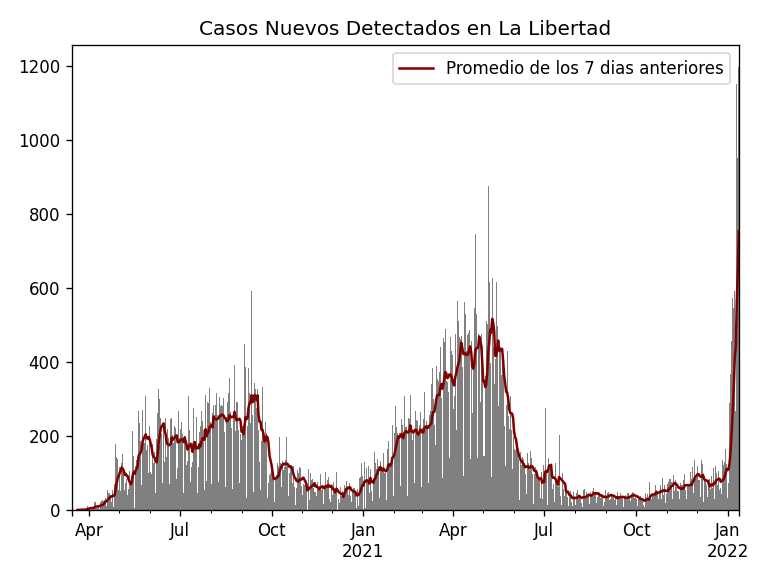 Casos Nuevos Detectados en La Libertad
Promedio de los 7 dias anteriores
1200
1000
800
600
400
200
0
Apr Jul Oct Jan Apr Jul Oct Jan
2021 2022